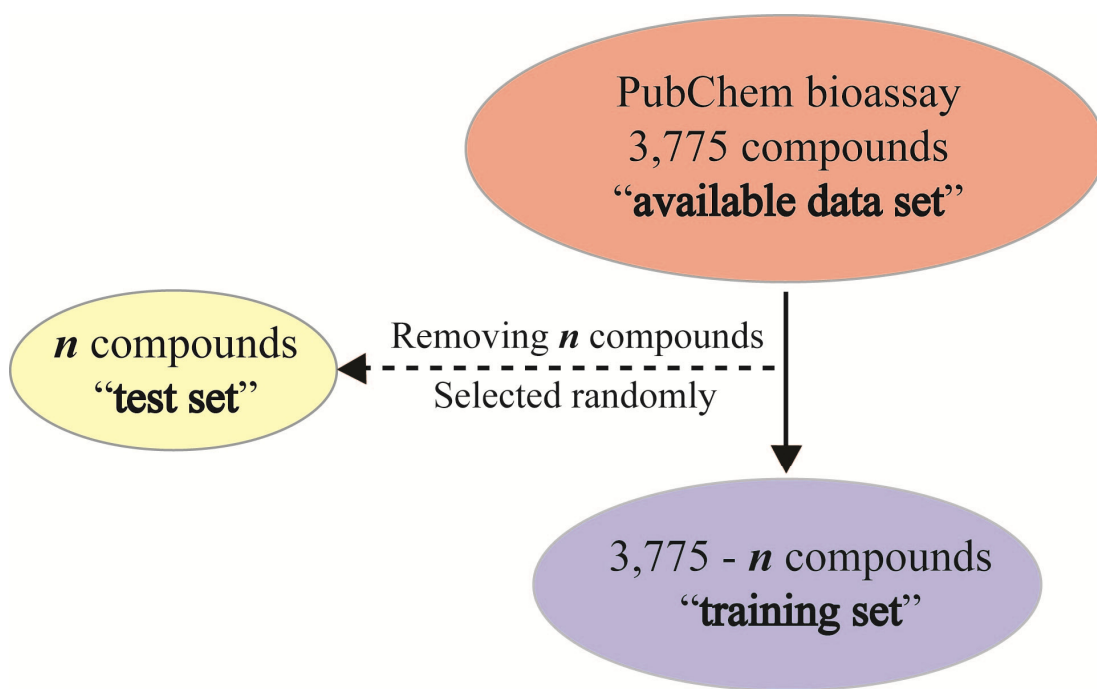 PubChem bioassay
3,775 compounds
“available data set”
Removing n compounds
Selected randomly
n compounds
“test set”
3,775 - n compounds
“training set”